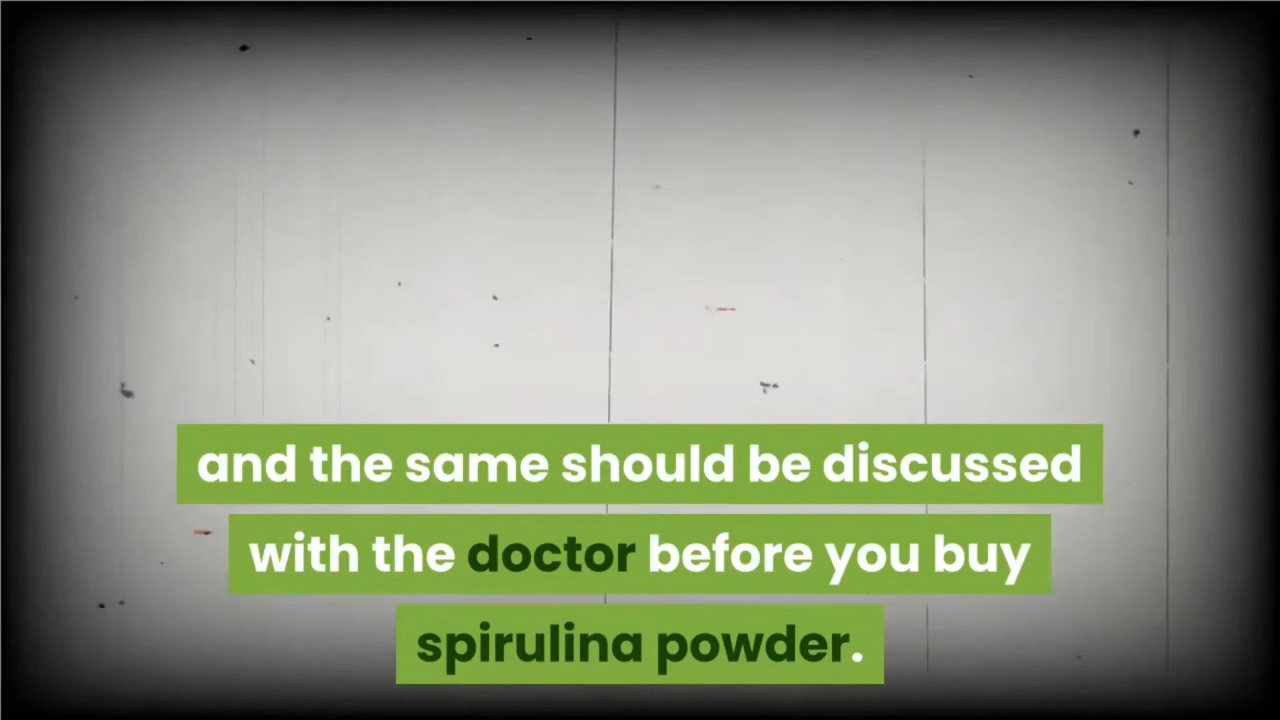 and the same should be discussed
with the doctor before you buy
spirulina powder.